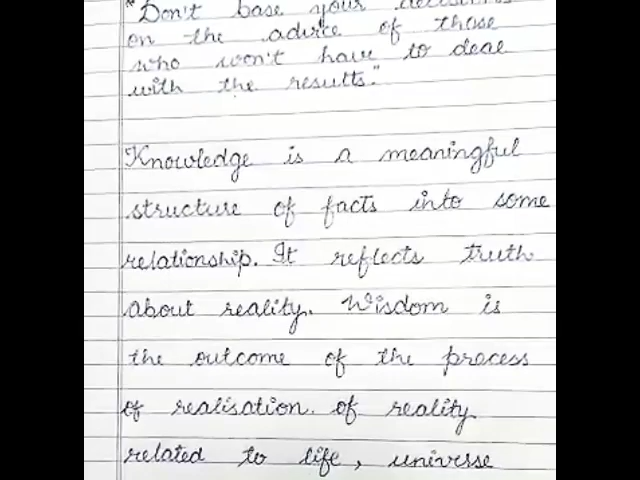 "Don't base your decisions
on the advice of those
who won't have to deal
with the results."
Knowledge is a meaningful
structure of facts into some
relationship. It reflects truth
about reality. Wisdom is
the outcome of the process
of realisation. of reality
related to life, universe